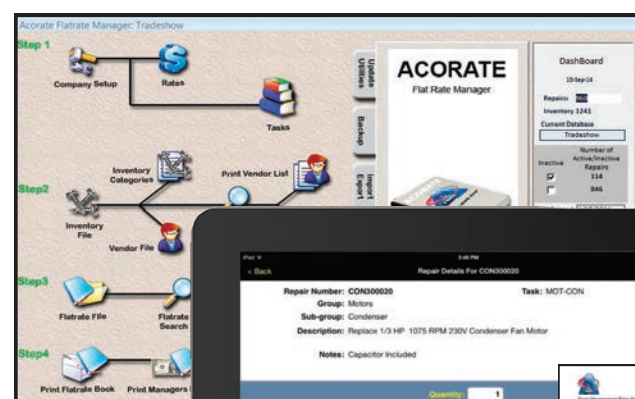 Acorate Flatrate Manager: Tradeshow
Step 1
Company Setup
Rates
Tasks
Step2
Inventory
Categories
Print Vendor List
Inventory
File
Vendor File
Step3
Flatrate File
Flatrate
Search
Step4
Print Flatrate Book
Print Managers
Update
Utilities
Backup
Import
Export
ACORATE
Flat Rate Manager
DashBoard
15-Sep-16
Repairs:
Inventory 1241
Current Database
Tradeshow
Number of
Inactive Active/Inactive
Repairs
114
846
iPad
3:48 PM
< Back
Repair Details For CON300020
Repair Number: CON300020 Task: MOT-CON
Group: Motors
Sub-group: Condenser
Description: Replace 1/3 HP 1075 RPM 230V Condenser Fan Motor
Notes: Capacitor Included
Quantity: 1